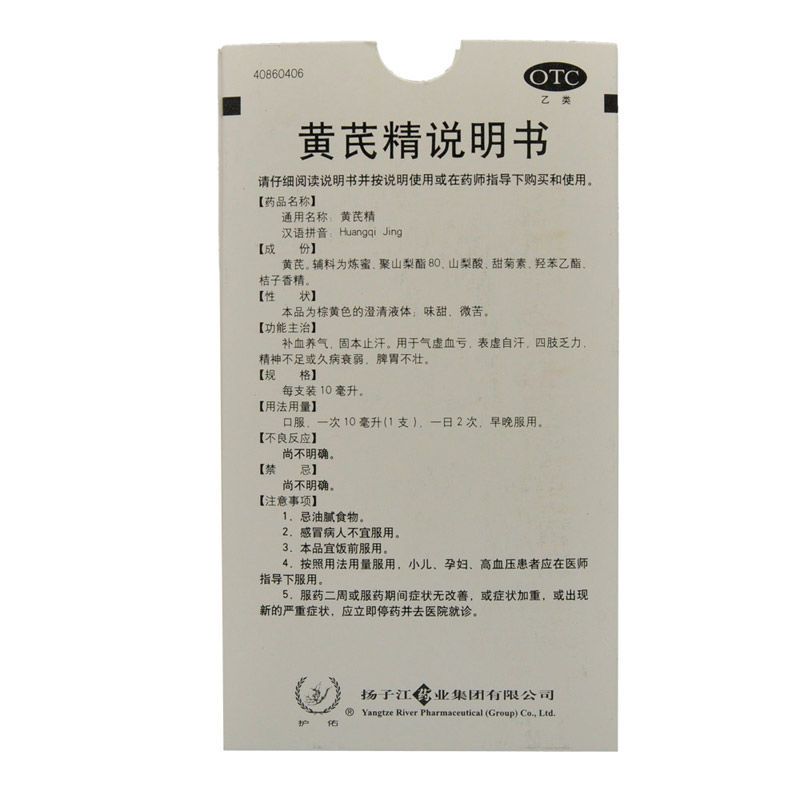 40860406
OTC
乙类
黄芪精说明书
请仔细阅读说明书并按说明使用或在药师指导下购买和使用。
【药品名称】
通用名称：黄芪精
汉语拼音：Huangqi Jing
【成 份】
黄芪。辅料为炼蜜、聚山梨酯80、山梨酸、甜菊素、羟苯乙酯、
桔子香精。
【性 状】
本品为棕黄色的澄清液体；味甜、微苦。
【功能主治】
补血养气，固本止汗。用于气虚血亏，表虚自汗，四肢乏力，
精神不足或久病衰弱，脾胃不壮。
【规 格】
每支装10毫升。
【用法用量】
口服，一次10毫升(1支)，一日2次，早晚服用。
【不良反应】
尚不明确。
【禁 忌】
尚不明确。
【注意事项】
1．忌油腻食物。
2．感冒病人不宜服用。
3．本品宜饭前服用。
4．按照用法用量服用，小儿、孕妇、高血压患者应在医师
指导下服用。
5．服药二周或服药期间症状无改善，或症状加重，或出现
新的严重症状，应立即停药并去医院就诊。
扬子江药业集团有限公司
护佑® Yangtze River Pharmaceutical (Group) Co., Ltd.